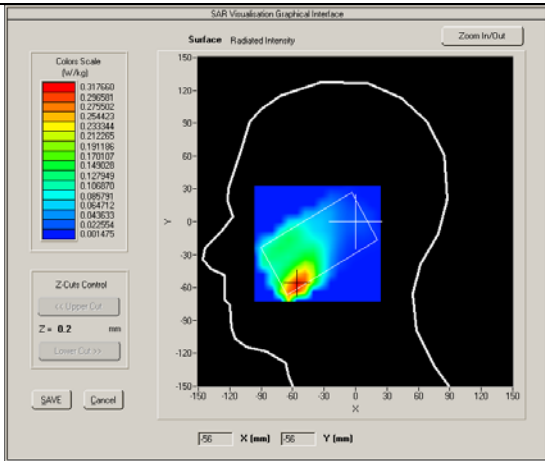 SAR Visualisation Graphical Interface
Surface Radiated Intensity
Zoom In/Out
Colors Scale
(W/kg)
0.317660
0.296581
0.275502
0.254423
0.233344
0.212265
0.191186
0.170107
0.149028
0.127949
0.106870
0.085791
0.064712
0.043633
0.022554
0.001475
Z-Cuts Control
<< Upper Cut
Z = 0.2 mm
Lower Cut >>
SAVE Cancel
150
120
90
60
30
0
-30
-60
-90
-120
-150
Y
-150 -120 -90 -60 -30 0 30 60 90 120 150
X
-56 X (mm) -56 Y (mm)